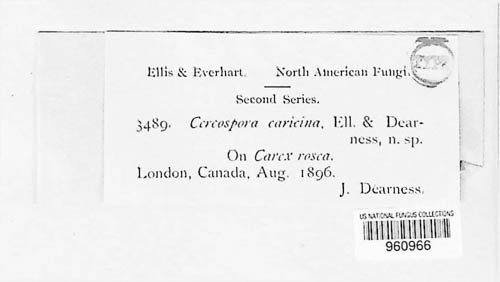 Ellis & Everhart. North American Fungi.
TYPE
Second Series.
3489. Cercospora caricina, Ell. & Dear-
ness, n. sp.
On Carex rosea.
London, Canada, Aug. 1896.
J. Dearness.
US NATIONAL FUNGUS COLLECTIONS
960966